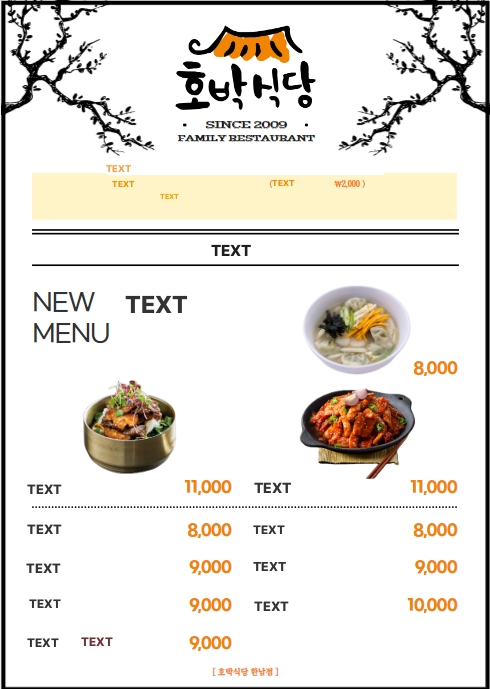 호박식당
· SINCE 2009 ·
FAMILY RESTAURANT
TEXT
TEXT (TEXT ₩2,000 )
TEXT
TEXT
NEW MENU TEXT
8,000
TEXT 11,000 TEXT 11,000
TEXT 8,000 TEXT 8,000
TEXT 9,000 TEXT 9,000
TEXT 9,000 TEXT 10,000
TEXT TEXT 9,000
[ 호박식당 한남점 ]